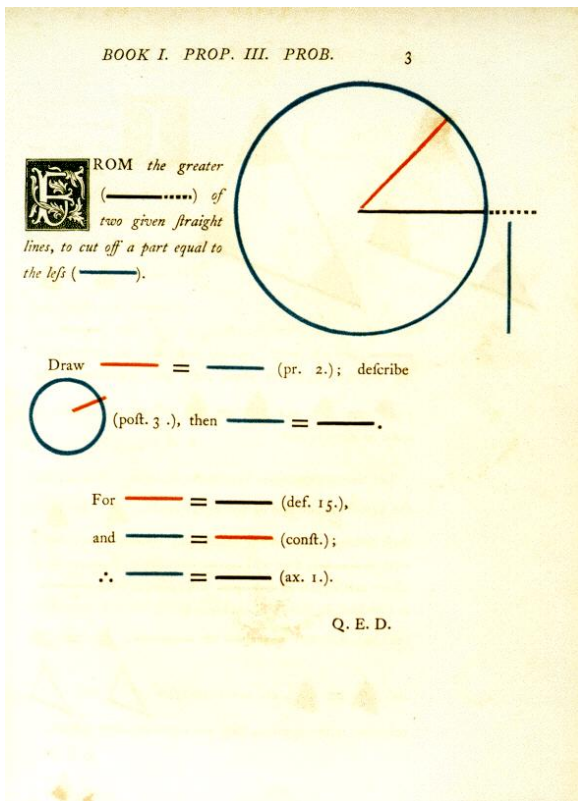 BOOK I. PROP. III. PROB. 3
FROM the greater
( ) of
two given ſtraight
lines, to cut off a part equal to
the leſs ( ).
Draw = (pr. 2.); deſcribe
(poſt. 3 .), then = .
For = (def. 15.),
and = (conſt.);
∴ = (ax. 1.).
Q. E. D.